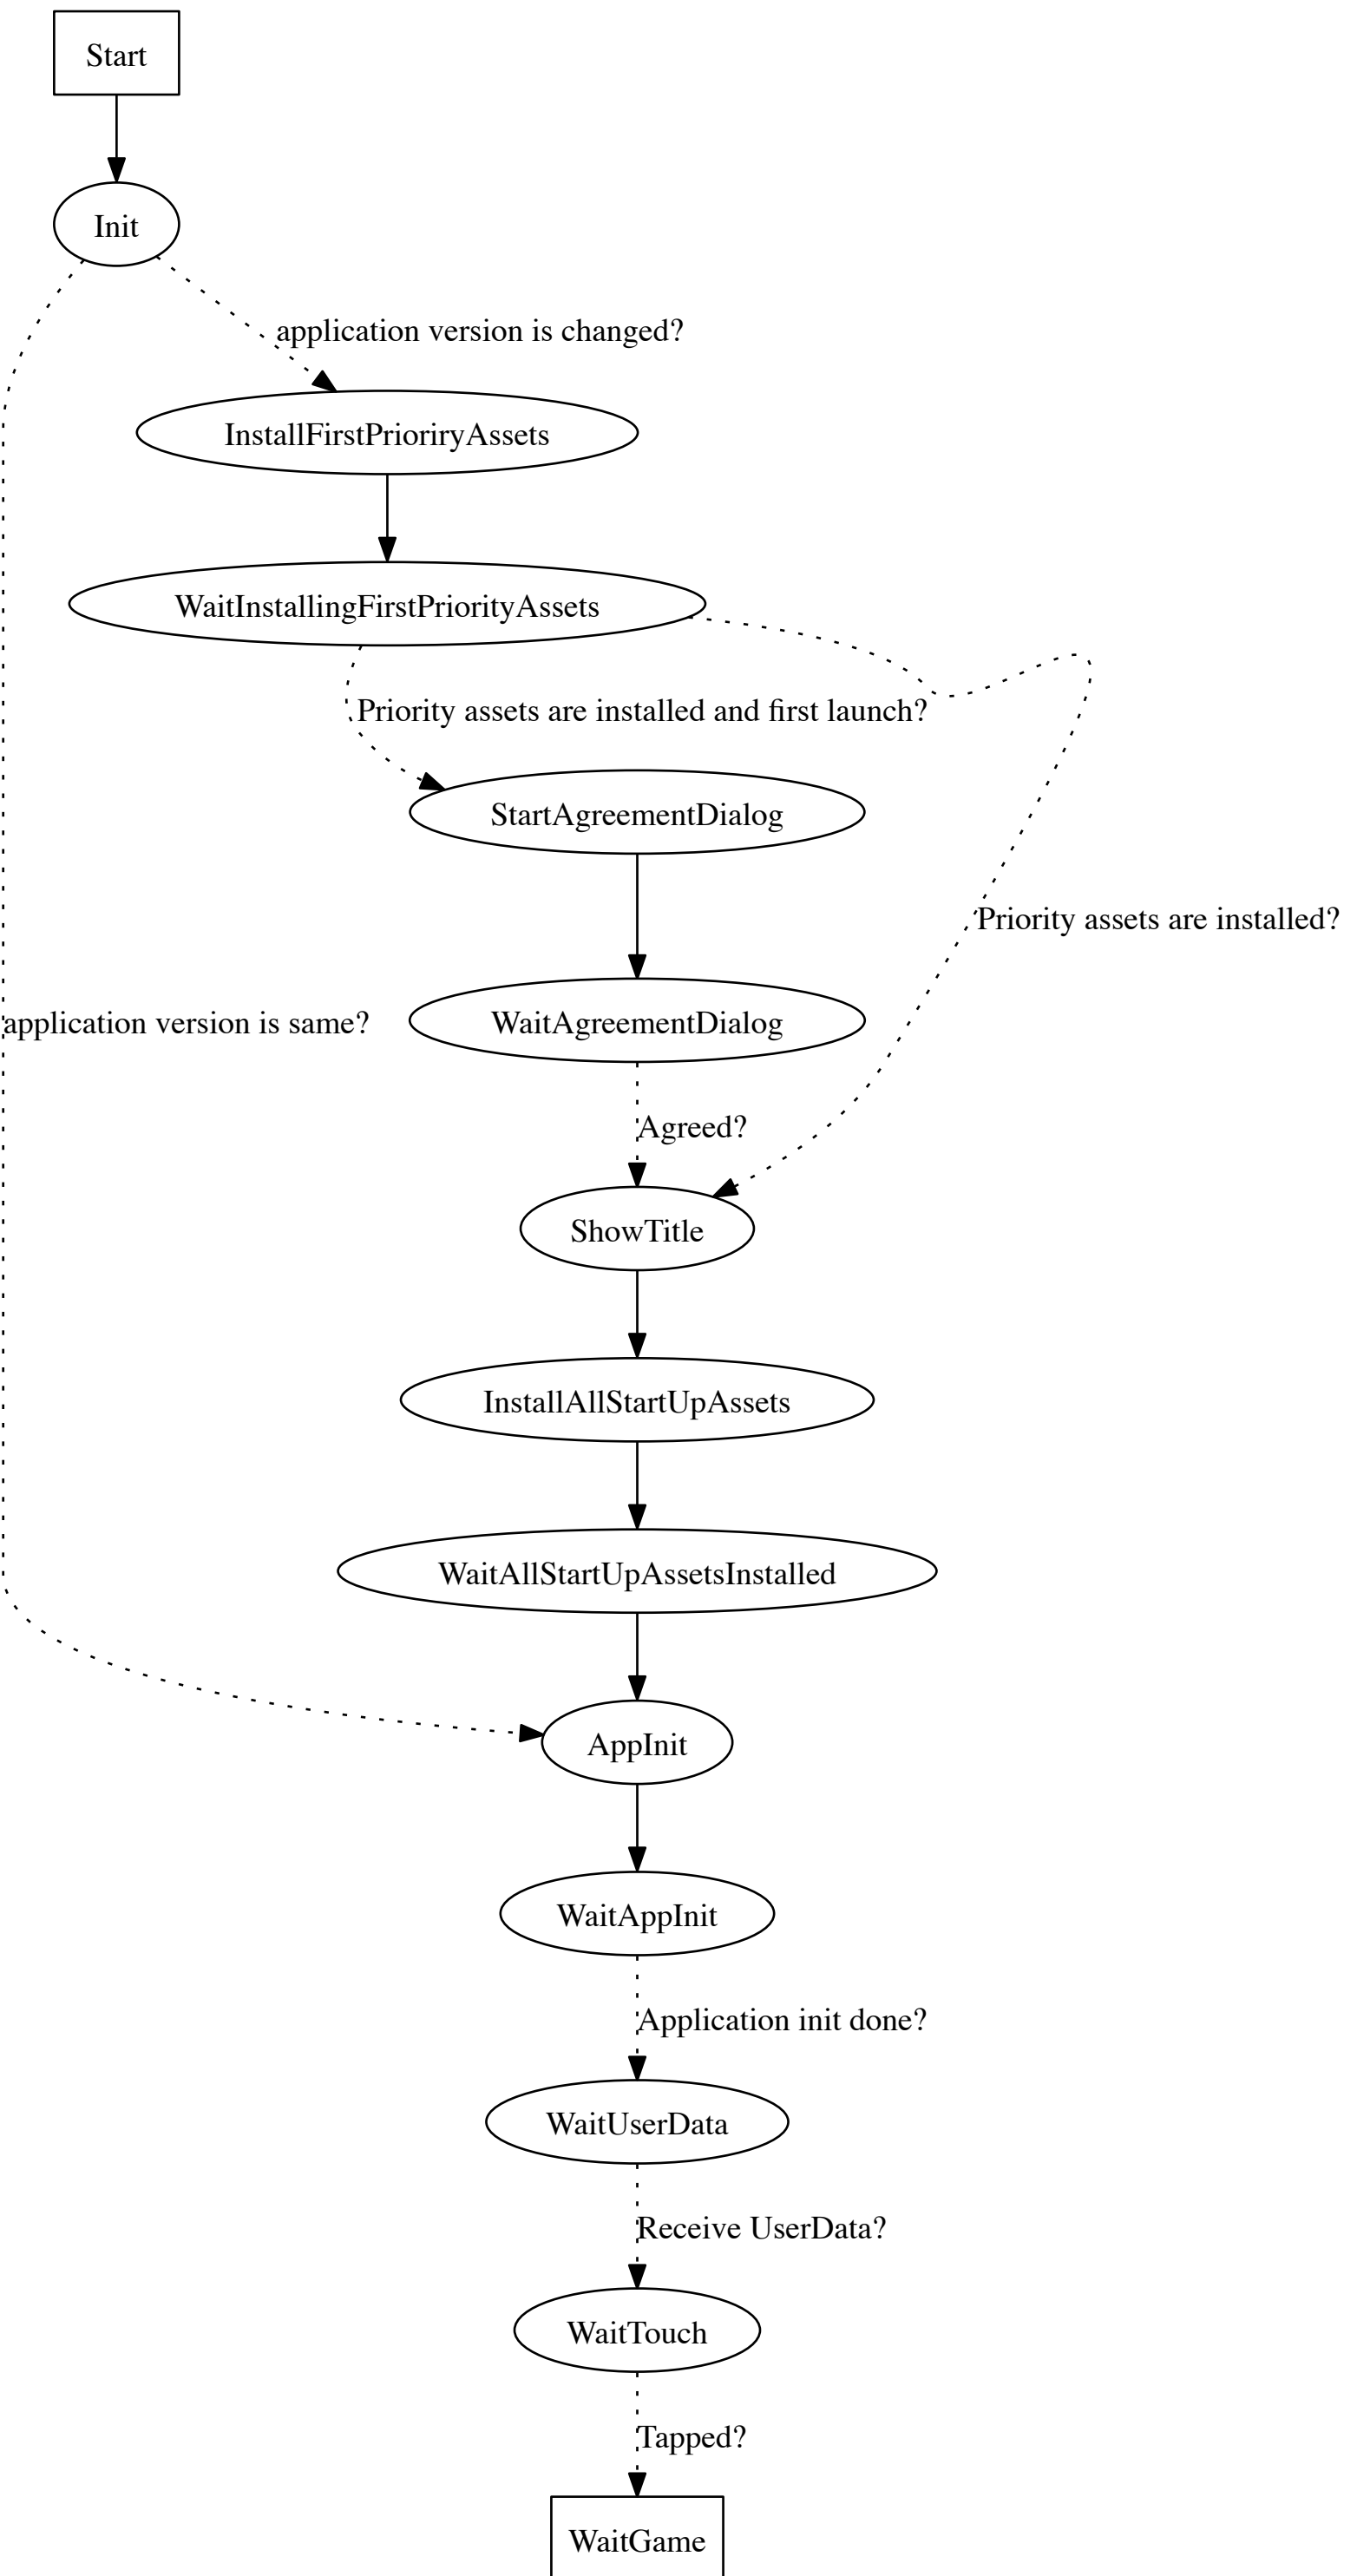 Start
Init
application version is changed?
InstallFirstPrioriryAssets
WaitInstallingFirstPriorityAssets
Priority assets are installed and first launch?
StartAgreementDialog
Priority assets are installed?
application version is same?
WaitAgreementDialog
Agreed?
ShowTitle
InstallAllStartUpAssets
WaitAllStartUpAssetsInstalled
AppInit
WaitAppInit
Application init done?
WaitUserData
Receive UserData?
WaitTouch
Tapped?
WaitGame